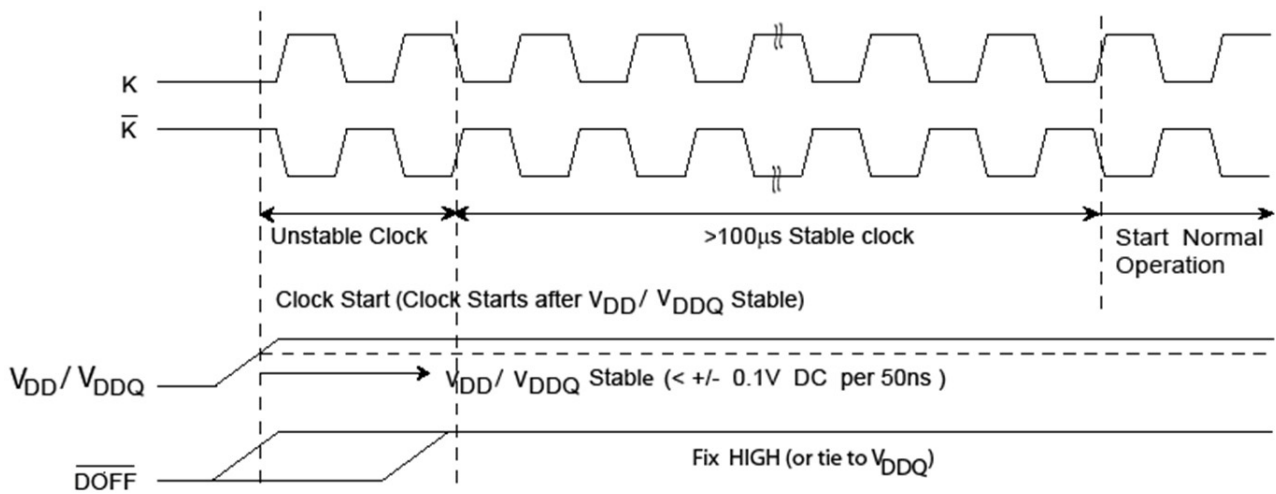 K
K̅
Unstable Clock
>100μs Stable clock
Start Normal
Operation
Clock Start (Clock Starts after VDD/ VDDQ Stable)
VDD/ VDDQ
VDD/ VDDQ Stable (< +/- 0.1V DC per 50ns )
Fix HIGH (or tie to VDDQ)
D̅O̅F̅F̅